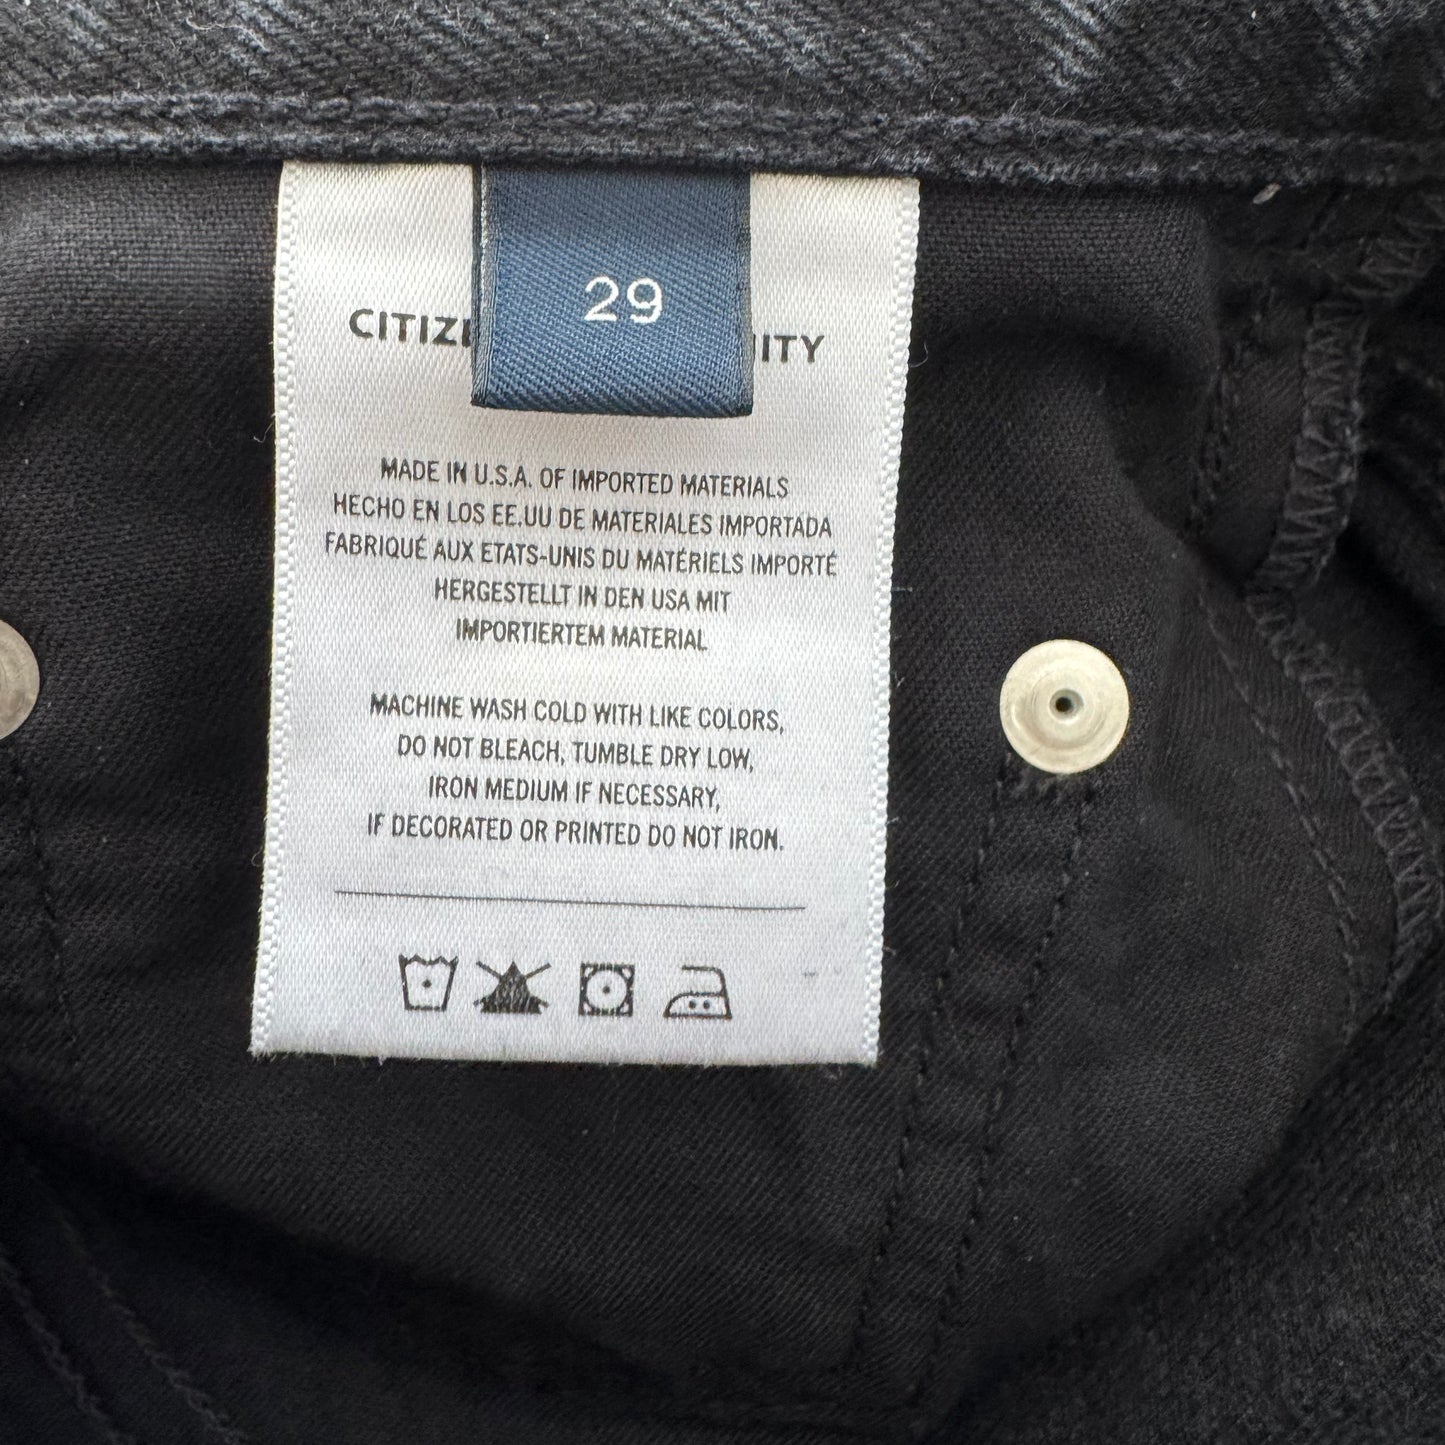 29
CITIZ ITY
MADE IN U.S.A. OF IMPORTED MATERIALS
HECHO EN LOS EE.UU DE MATERIALES IMPORTADA
FABRIQUÉ AUX ETATS-UNIS DU MATÉRIELS IMPORTÉ
HERGESTELLT IN DEN USA MIT
IMPORTIERTEM MATERIAL
MACHINE WASH COLD WITH LIKE COLORS,
DO NOT BLEACH, TUMBLE DRY LOW,
IRON MEDIUM IF NECESSARY,
IF DECORATED OR PRINTED DO NOT IRON.